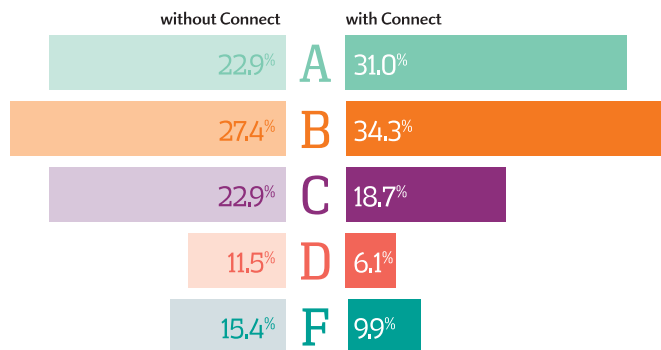 without Connect with Connect
22.9% A 31.0%
27.4% B 34.3%
22.9% C 18.7%
11.5% D 6.1%
15.4% F 9.9%